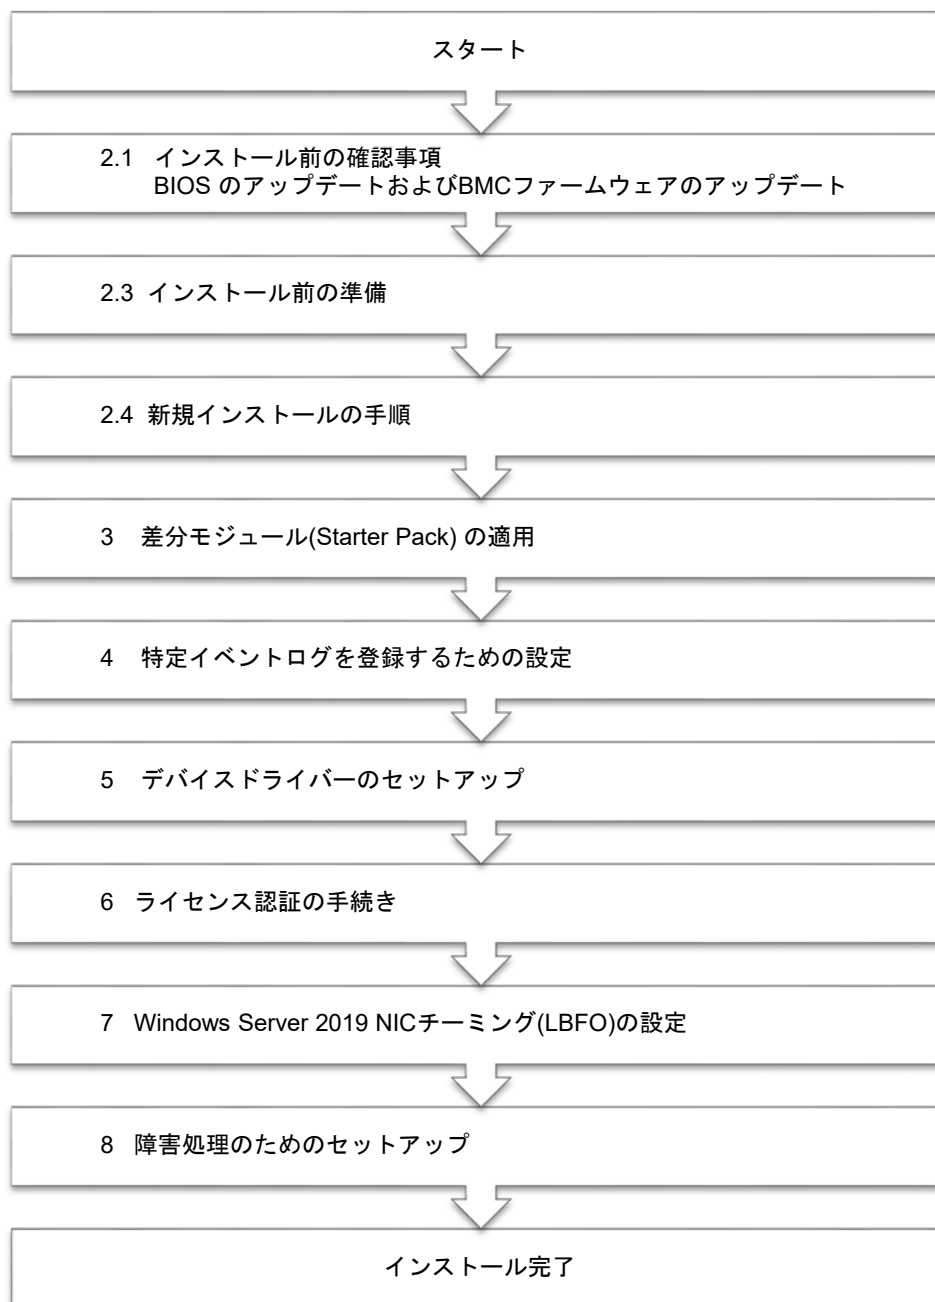 スタート
2.1 インストール前の確認事項
BIOS のアップデートおよびBMCファームウェアのアップデート
2.3 インストール前の準備
2.4 新規インストールの手順
3 差分モジュール(Starter Pack) の適用
4 特定イベントログを登録するための設定
5 デバイスドライバーのセットアップ
6 ライセンス認証の手続き
7 Windows Server 2019 NICチーミング(LBFO)の設定
8 障害処理のためのセットアップ
インストール完了